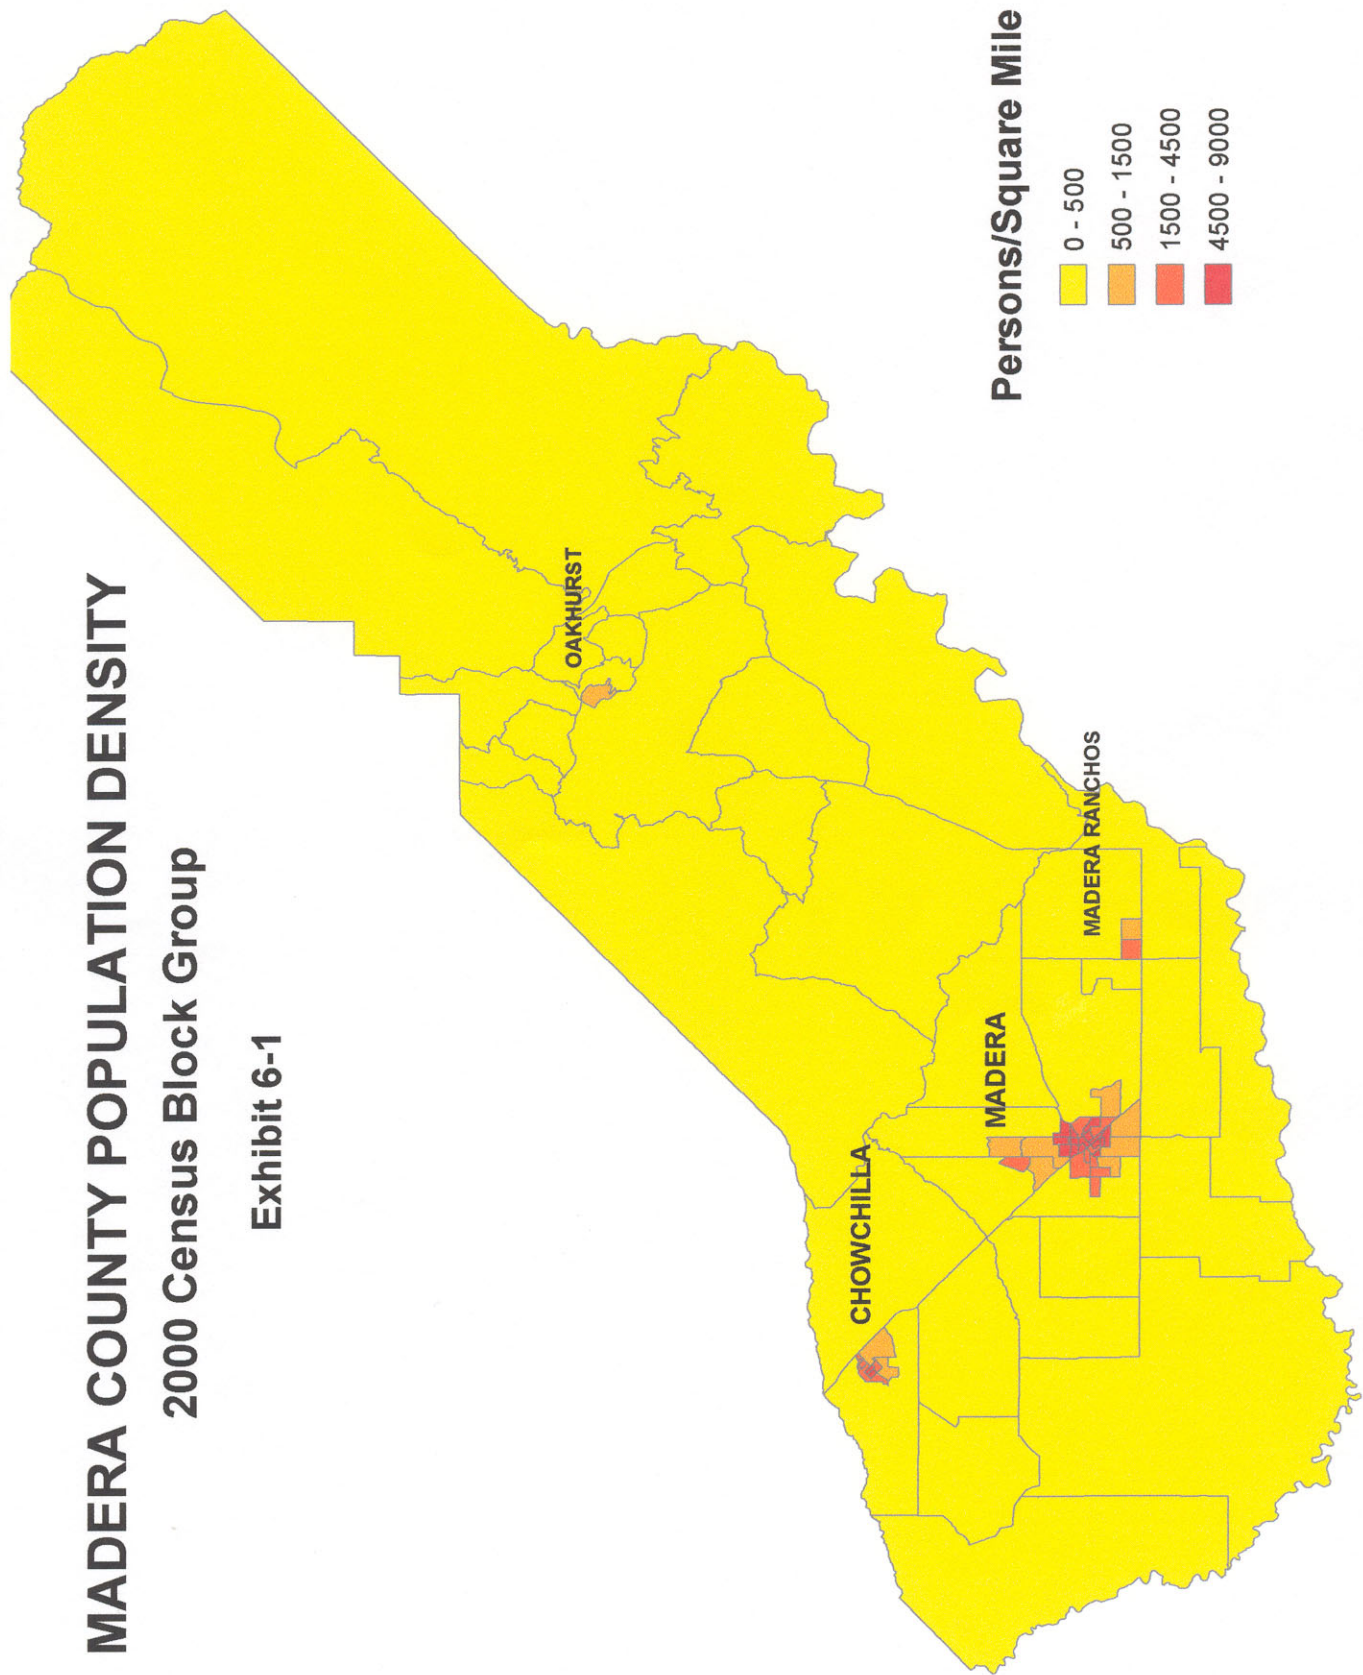 MADERA COUNTY POPULATION DENSITY
2000 Census Block Group
Exhibit 6-1
OAKHURST
CHOWCHILLA
MADERA
MADERA RANCHOS
Persons/Square Mile
0 - 500
500 - 1500
1500 - 4500
4500 - 9000